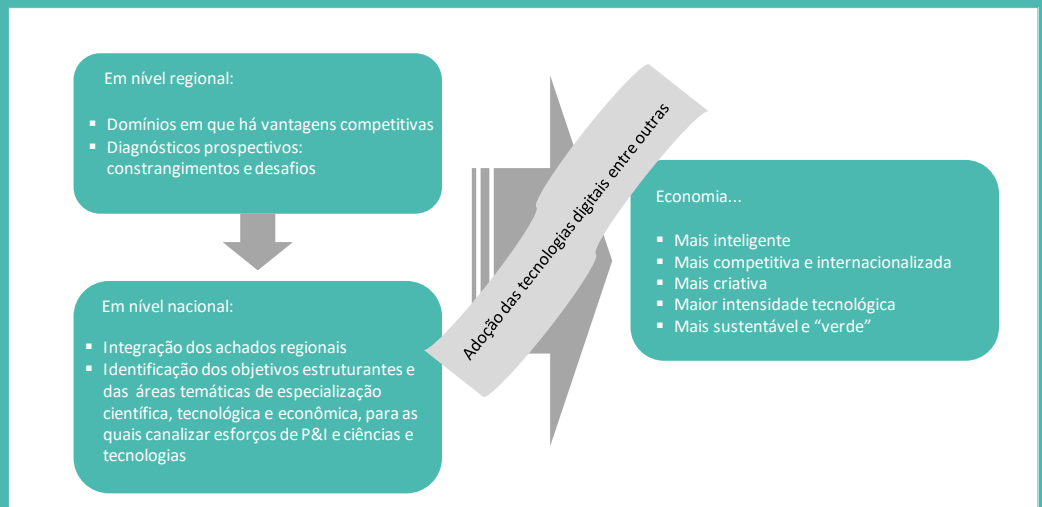 Em nível regional:
▪ Domínios em que há vantagens competitivas
▪ Diagnósticos prospectivos:
constrangimentos e desafios
Em nível nacional:
▪ Integração dos achados regionais
▪ Identificação dos objetivos estruturantes e
das áreas temáticas de especialização
científica, tecnológica e econômica, para as
quais canalizar esforços de P&I e ciências e
tecnologias
Adoção das tecnologias digitais entre outras
Economia...
▪ Mais inteligente
▪ Mais competitiva e internacionalizada
▪ Mais criativa
▪ Maior intensidade tecnológica
▪ Mais sustentável e “verde”